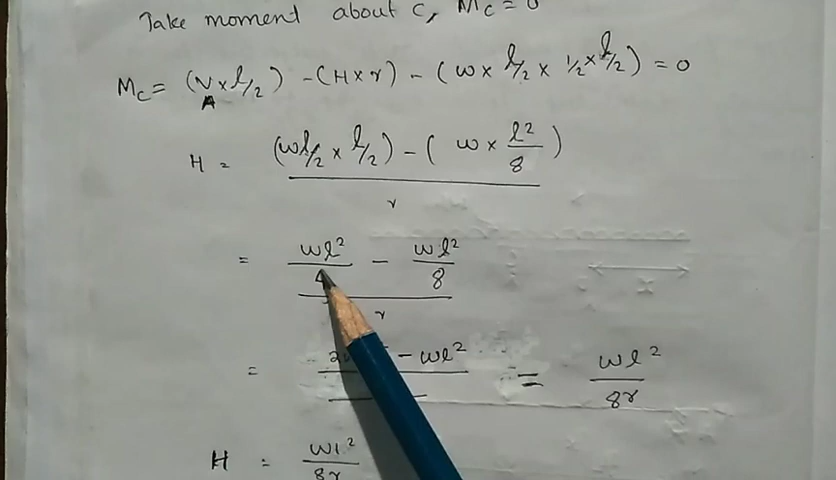 Take moment about c, Mc = 0
Mc = (VA × l/2) - (H × r) - (w × l/2 × 1/2 × l/2) = 0
H = (wl/2 × l/2) - (w × l²/8) / r
= wl²/4 - wl²/8 / r
= - wl² = wl²/8r
H = wl²/8r